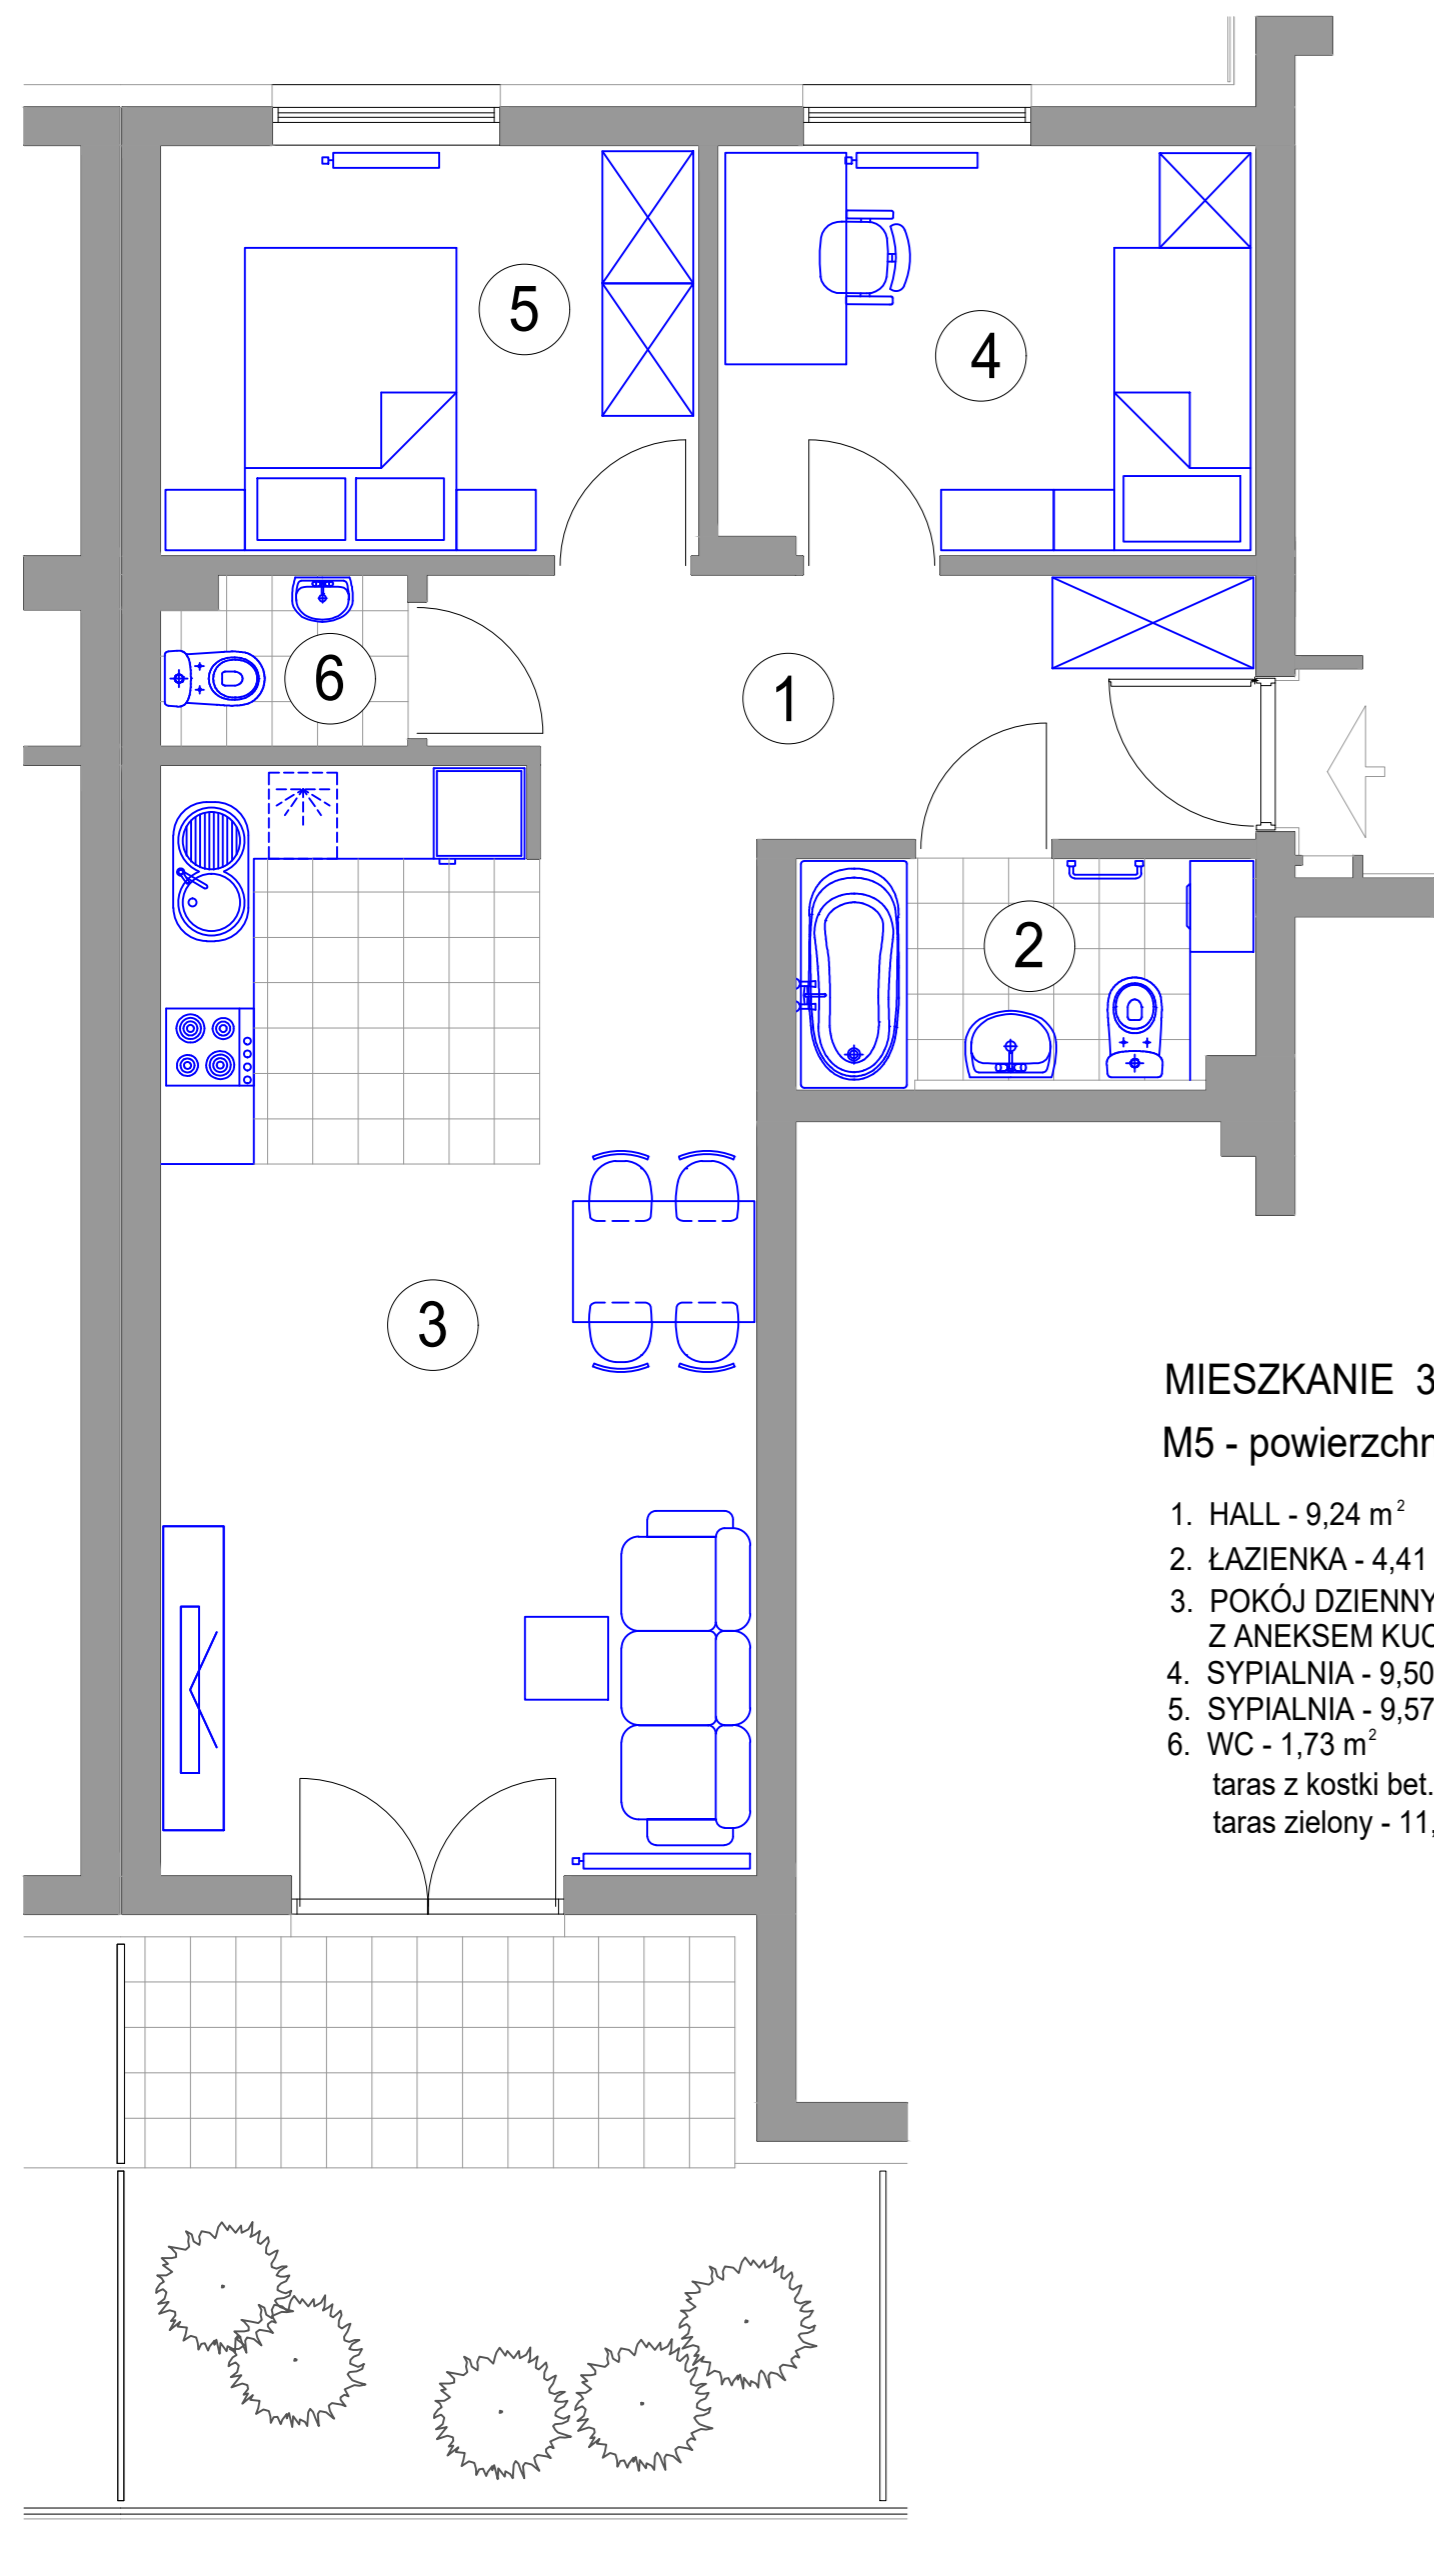 5
4
6
1
2
3
MIESZKANIE 3
M5 - powierzchn
1. HALL - 9,24 m²
2. ŁAZIENKA - 4,41
3. POKÓJ DZIENNY
Z ANEKSEM KUC
4. SYPIALNIA - 9,50
5. SYPIALNIA - 9,57
6. WC - 1,73 m²
taras z kostki bet.
taras zielony - 11,